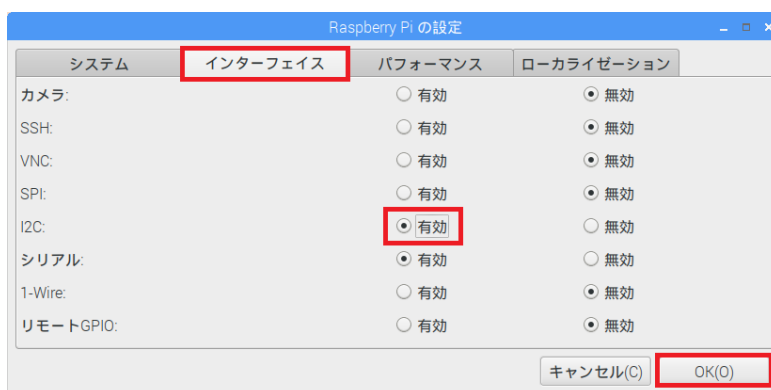 Raspberry Pi の設定
システム インターフェイス パフォーマンス ローカライゼーション
カメラ: 有効 無効
SSH: 有効 無効
VNC: 有効 無効
SPI: 有効 無効
I2C: 有効 無効
シリアル: 有効 無効
1-Wire: 有効 無効
リモートGPIO: 有効 無効
キャンセル(C) OK(O)